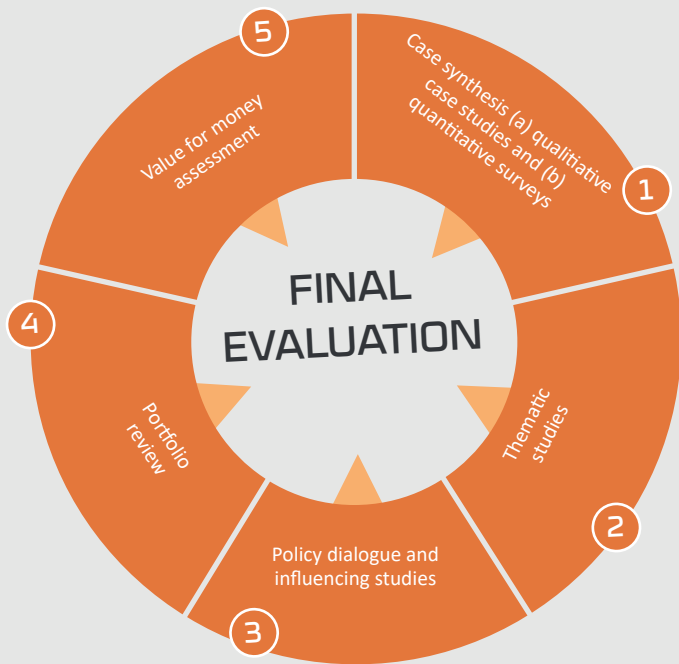 FINAL
EVALUATION
1
Case synthesis (a) qualitiative
case studies and (b)
quantitative surveys
2
Thematic
studies
3
Policy dialogue and
influencing studies
4
Portfolio
review
5
Value for money
assessment